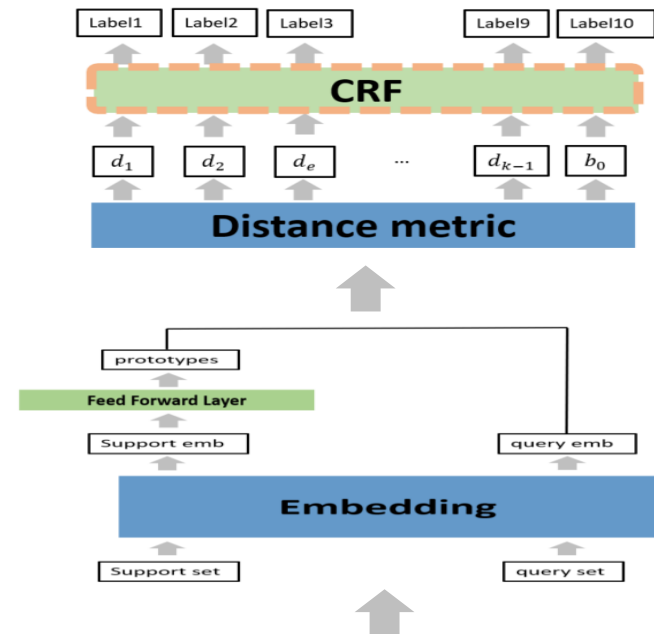 Label1 Label2 Label3 Label9 Label10
CRF
d₁ d₂ dₑ ... dₖ₋₁ b₀
Distance metric
prototypes
Feed Forward Layer
Support emb query emb
Embedding
Support set query set